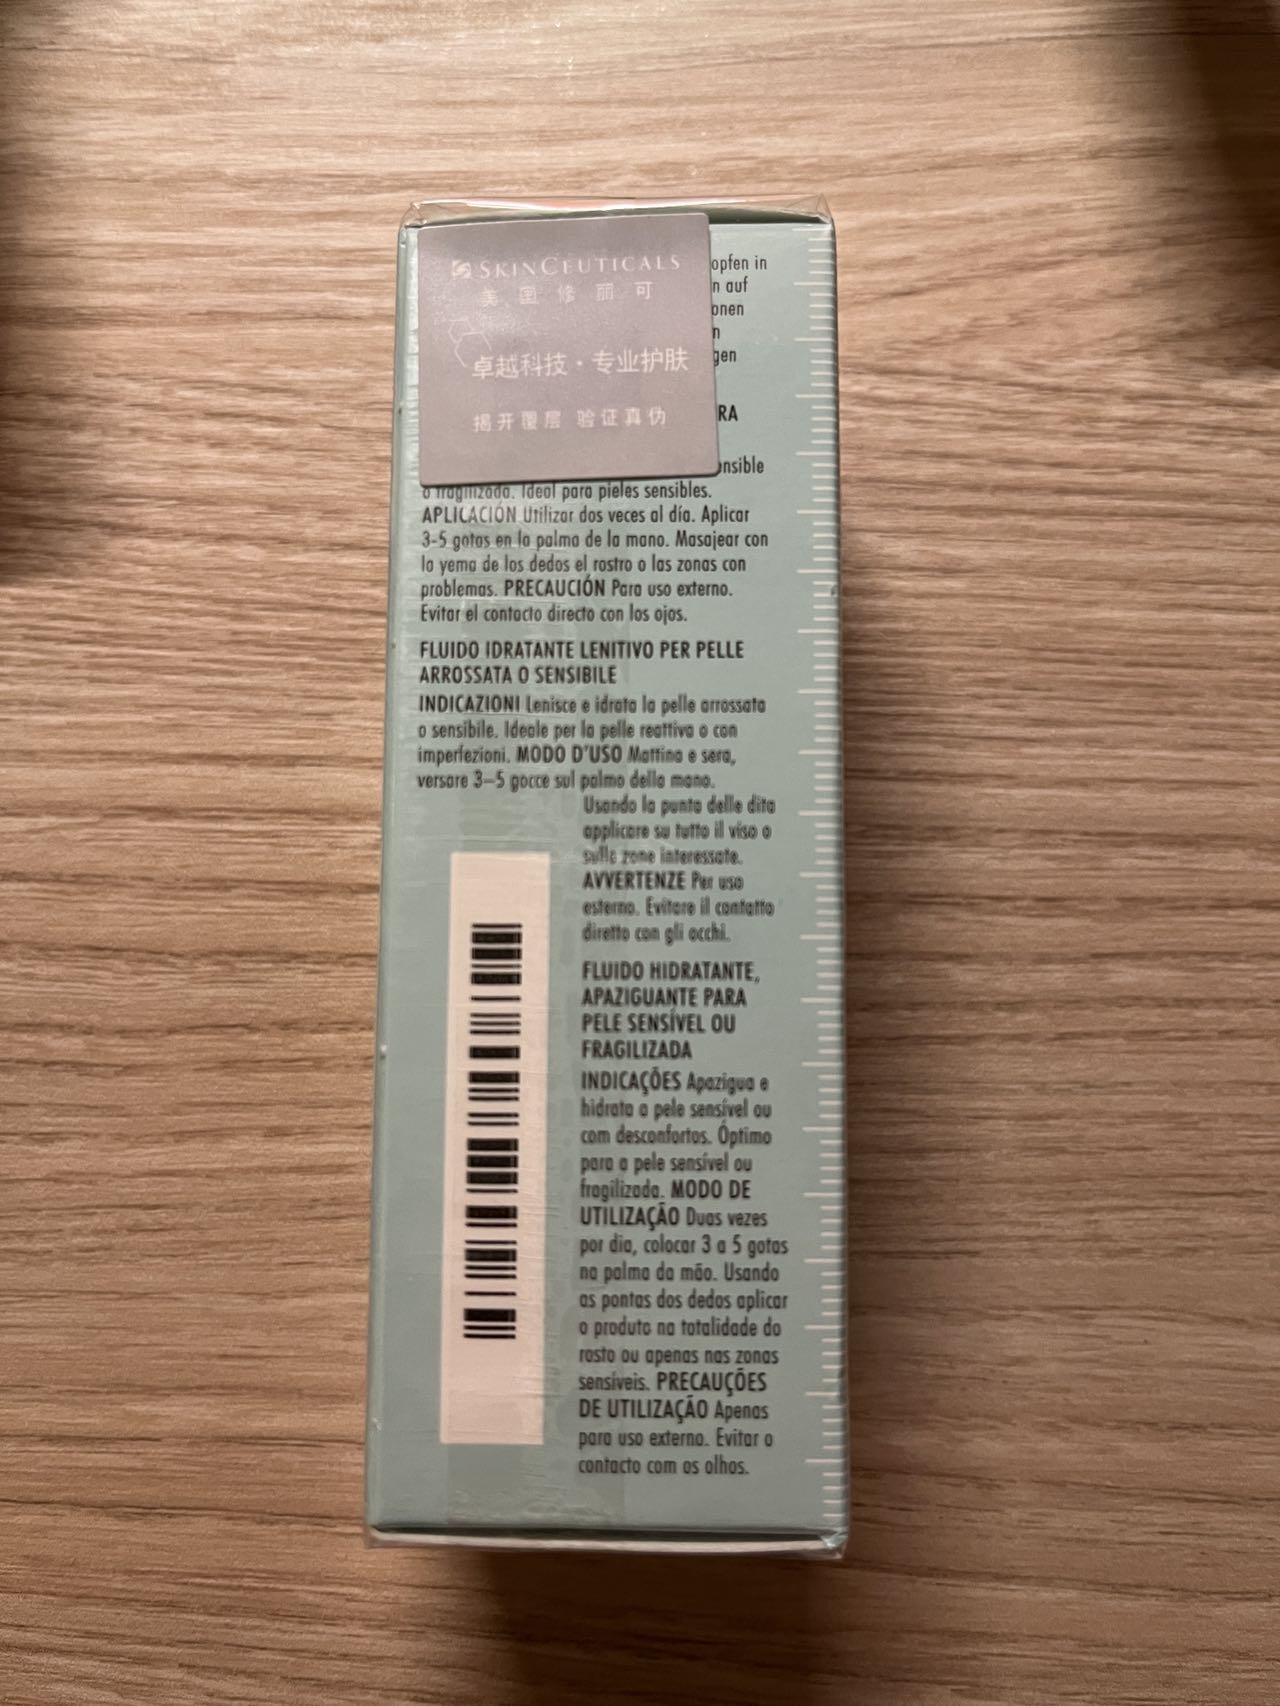 SKINCEUTICALS
美国修丽可
卓越科技·专业护肤
揭开覆层 验证真伪
opfen in
n auf
onen
n
gen
RA
ensible
o fragilizada. Ideal para pieles sensibles.
APLICACIÓN Utilizar dos veces al día. Aplicar
3-5 gotas en la palma de la mano. Masajear con
la yema de los dedos el rostro o las zonas con
problemas. PRECAUCIÓN Para uso externo.
Evitar el contacto directo con los ojos.
FLUIDO IDRATANTE LENITIVO PER PELLE
ARROSSATA O SENSIBILE
INDICAZIONI Lenisce e idrata la pelle arrossata
o sensibile. Ideale per la pelle reattiva o con
imperfezioni. MODO D'USO Mattina e sera,
versare 3–5 gocce sul palmo della mano.
Usando la punta delle dita
applicare su tutto il viso o
sulle zone interessate.
AVVERTENZE Per uso
esterno. Evitare il contatto
diretto con gli occhi.
FLUIDO HIDRATANTE,
APAZIGUANTE PARA
PELE SENSÍVEL OU
FRAGILIZADA
INDICAÇÕES Apazigua e
hidrata a pele sensível ou
com desconfortos. Óptimo
para a pele sensível ou
fragilizada. MODO DE
UTILIZAÇÃO Duas vezes
por dia, colocar 3 a 5 gotas
na palma da mão. Usando
as pontas dos dedos aplicar
o produto na totalidade do
rosto ou apenas nas zonas
sensíveis. PRECAUÇÕES
DE UTILIZAÇÃO Apenas
para uso externo. Evitar o
contacto com os olhos.